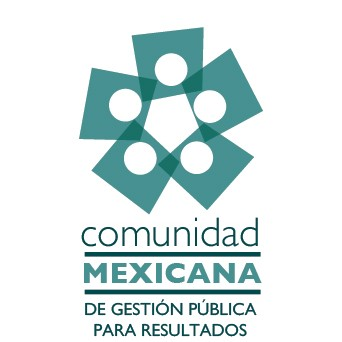 comunidad
MEXICANA
DE GESTIÓN PÚBLICA
PARA RESULTADOS